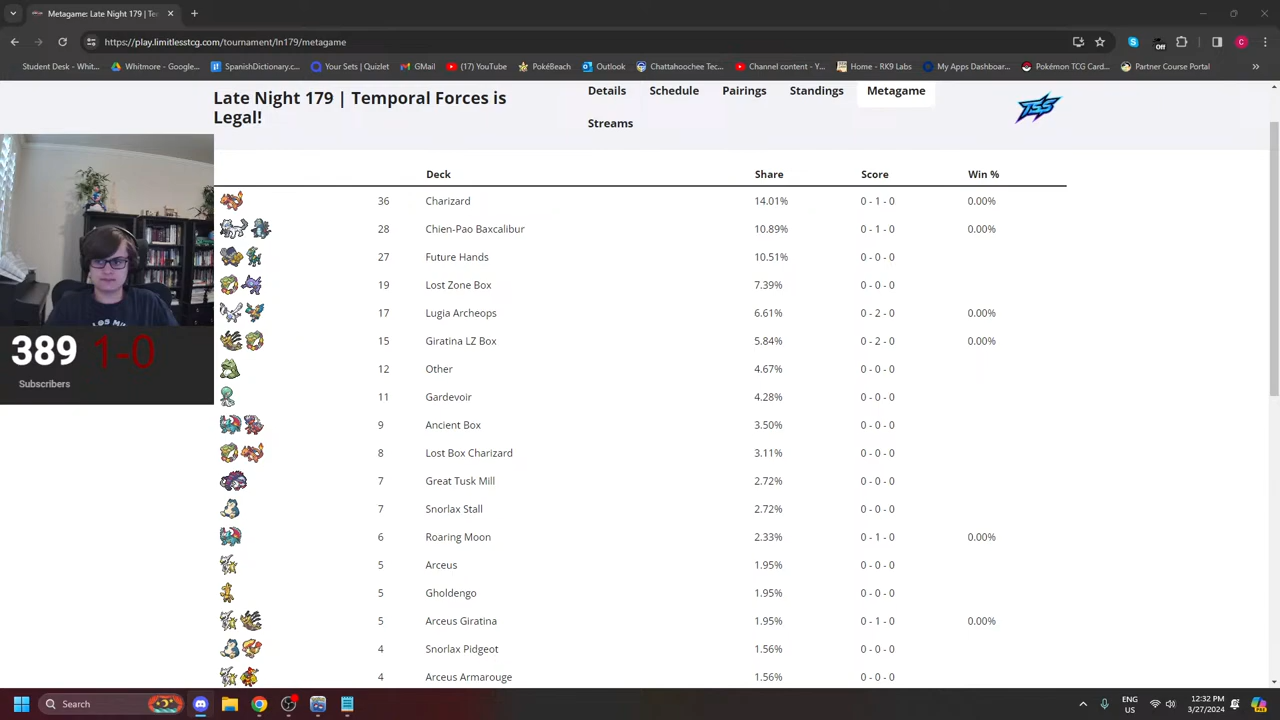 Metagame: Late Night 179 | Ten
https://play.limitlesstcg.com/tournament/ln179/metagame
Student Desk - Whit...
Whitmore - Google...
SpanishDictionary.c...
Your Sets | Quizlet
GMail
(17) YouTube
PokéBeach
Outlook
Chattahoochee Tec...
Channel content - Y...
Home - RK9 Labs
My Apps Dashboar...
Pokémon TCG Card...
Partner Course Portal
Late Night 179 | Temporal Forces is
Legal!
Details Schedule Pairings Standings Metagame
Streams
TSS
Deck Share Score Win %
36 Charizard 14.01% 0 - 1 - 0 0.00%
28 Chien-Pao Baxcalibur 10.89% 0 - 1 - 0 0.00%
27 Future Hands 10.51% 0 - 0 - 0
19 Lost Zone Box 7.39% 0 - 0 - 0
17 Lugia Archeops 6.61% 0 - 2 - 0 0.00%
15 Giratina LZ Box 5.84% 0 - 2 - 0 0.00%
12 Other 4.67% 0 - 0 - 0
11 Gardevoir 4.28% 0 - 0 - 0
9 Ancient Box 3.50% 0 - 0 - 0
8 Lost Box Charizard 3.11% 0 - 0 - 0
7 Great Tusk Mill 2.72% 0 - 0 - 0
7 Snorlax Stall 2.72% 0 - 0 - 0
6 Roaring Moon 2.33% 0 - 1 - 0 0.00%
5 Arceus 1.95% 0 - 0 - 0
5 Gholdengo 1.95% 0 - 0 - 0
5 Arceus Giratina 1.95% 0 - 1 - 0 0.00%
4 Snorlax Pidgeot 1.56% 0 - 0 - 0
4 Arceus Armarouge 1.56% 0 - 0 - 0
389 1-0
Subscribers
Search
ENG
US
12:32 PM
3/27/2024